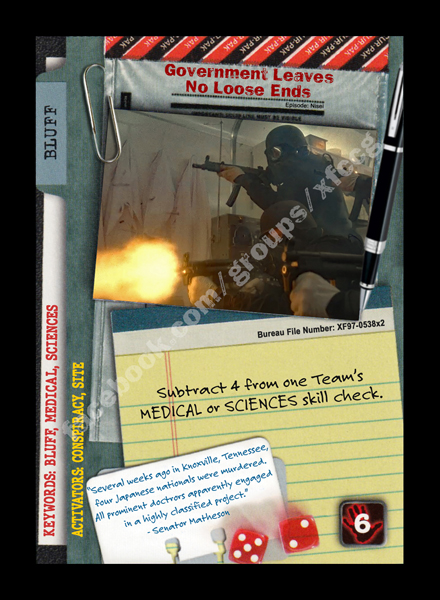 Government Leaves
No Loose Ends
Episode: Nisei
BLUFF
KEYWORDS: BLUFF, MEDICAL, SCIENCES
ACTIVATORS: CONSPIRACY, SITE
facebook.com/groups/xfccg
Bureau File Number: XF97-0538x2
Subtract 4 from one Team's
MEDICAL or SCIENCES skill check.
"Several weeks ago in Knoxville, Tennessee,
four Japanese nationals were murdered.
All prominent doctrors apparently engaged
in a highly classified project."
- Senator Matheson
6